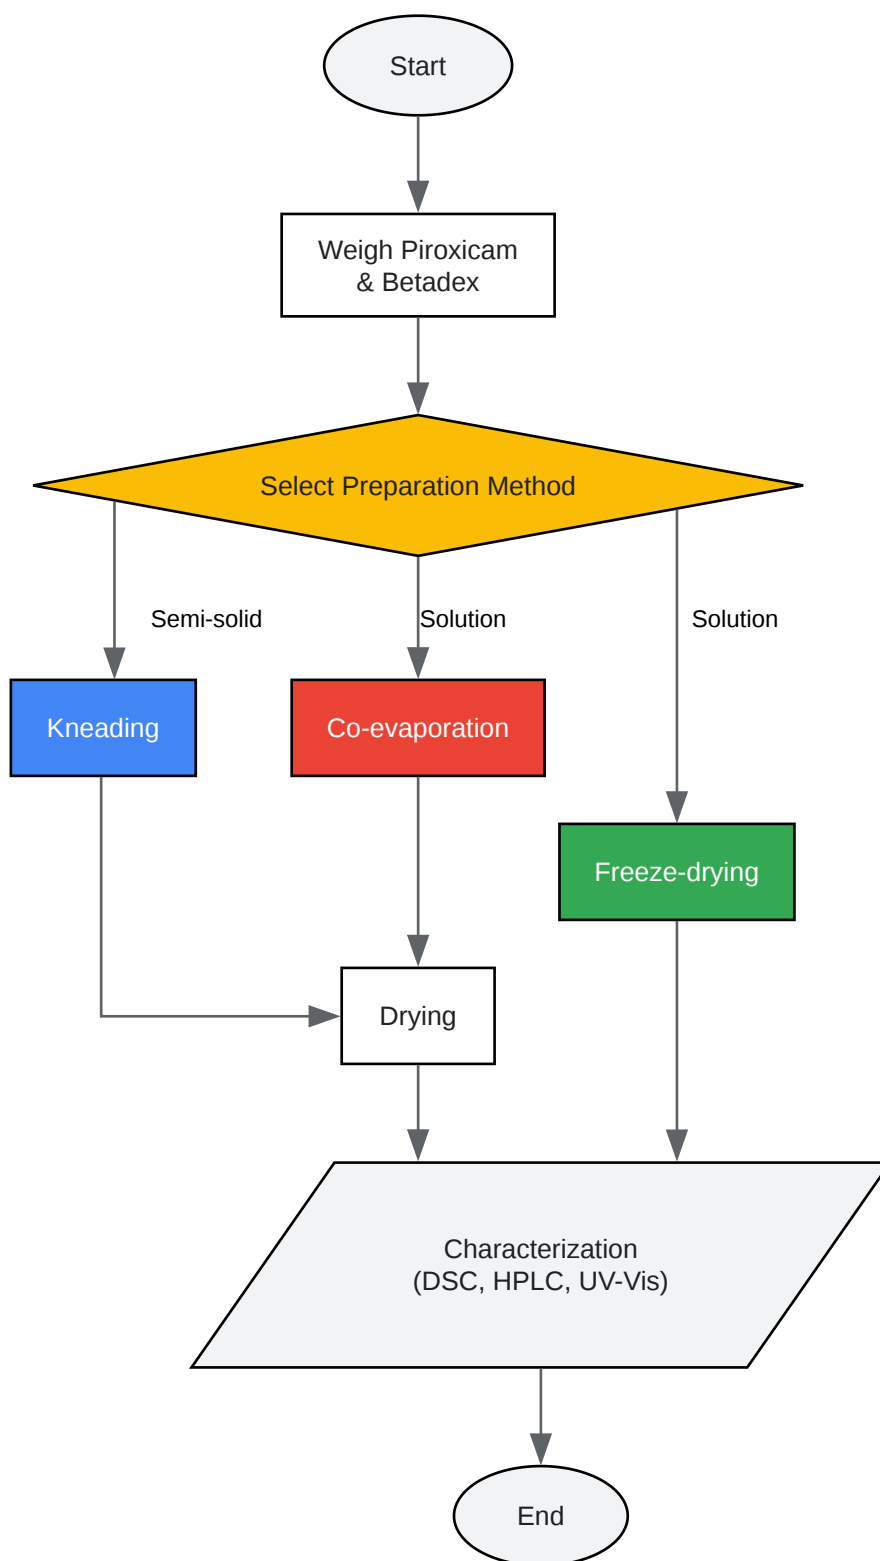 Start
Weigh Piroxicam
& Betadex
Select Preparation Method
Semi-solid
Solution
Solution
Kneading
Co-evaporation
Freeze-drying
Drying
Characterization
(DSC, HPLC, UV-Vis)
End